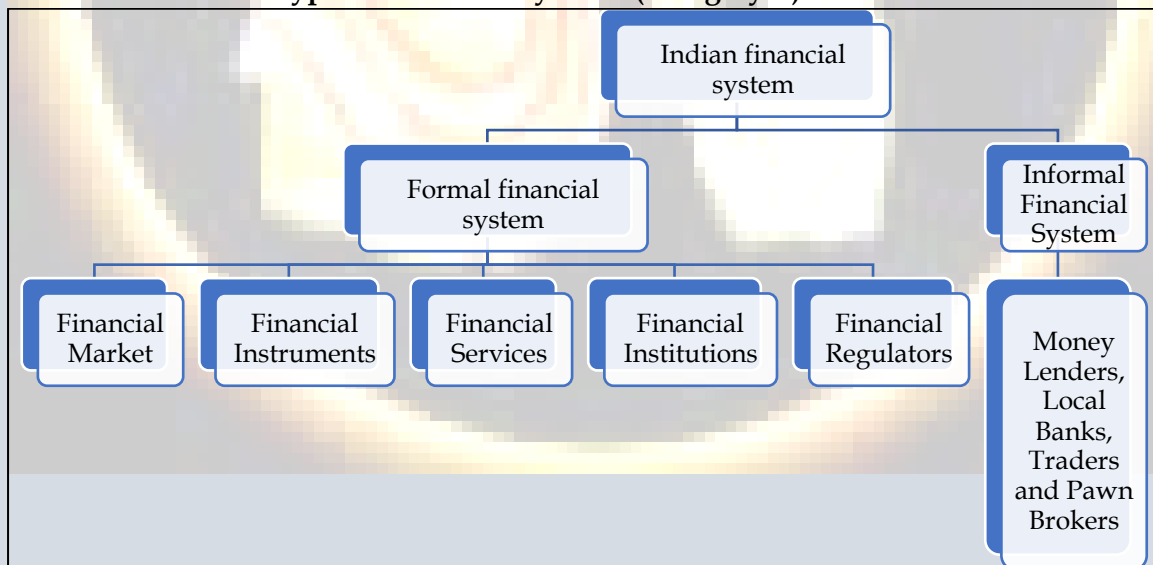 Indian financial
system
Formal financial
system
Informal
Financial
System
Financial
Market
Financial
Instruments
Financial
Services
Financial
Institutions
Financial
Regulators
Money
Lenders,
Local
Banks,
Traders
and Pawn
Brokers